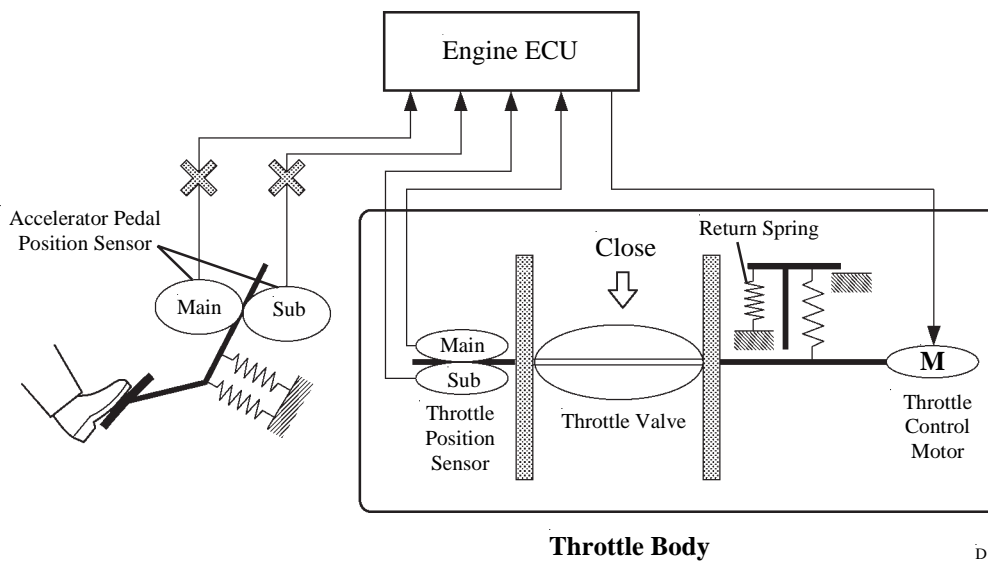 Engine ECU
Accelerator Pedal
Position Sensor
Main
Sub
Return Spring
Close
Main
Sub
M
Throttle
Position
Sensor
Throttle Valve
Throttle
Control
Motor
Throttle Body
D